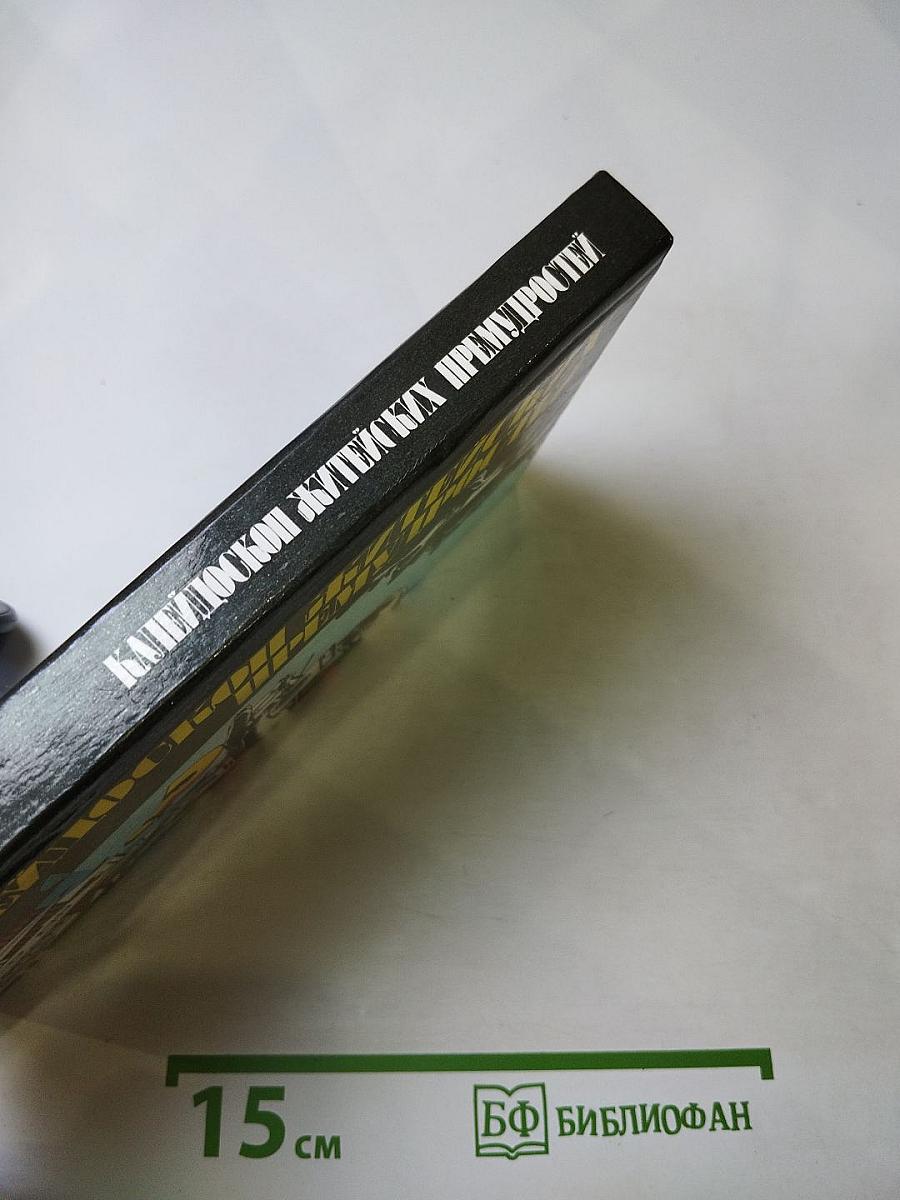 КАЛЕЙДОСКОП ЖИТЕЙСКИХ ПРЕМУДРОСТЕЙ
15 см
БФ БИБЛИОФАН